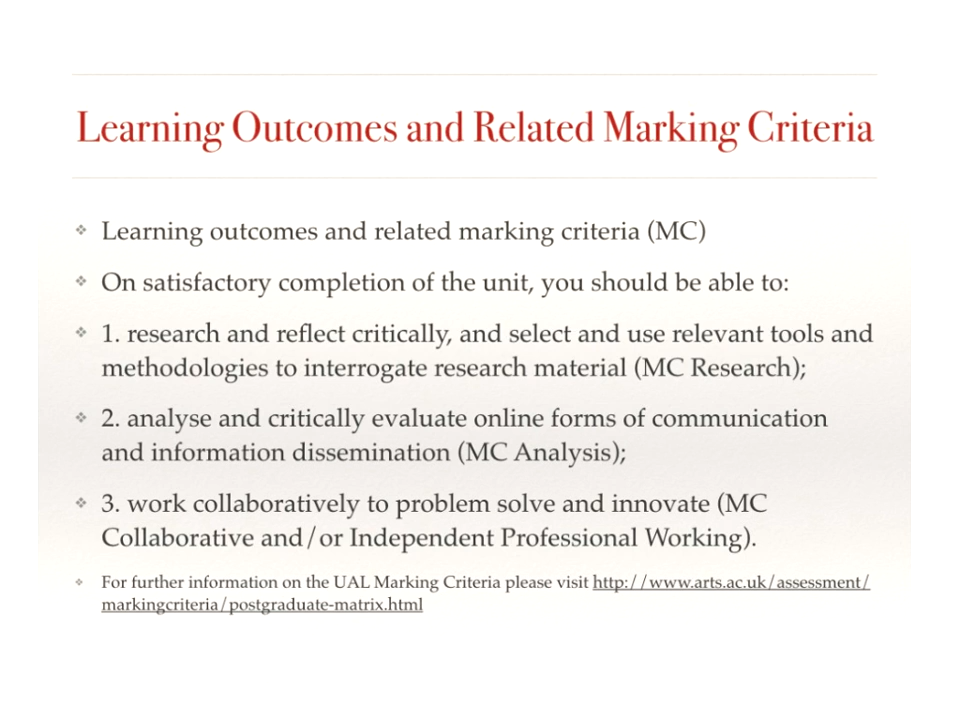 Learning Outcomes and Related Marking Criteria
Learning outcomes and related marking criteria (MC)
On satisfactory completion of the unit, you should be able to:
1. research and reflect critically, and select and use relevant tools and
methodologies to interrogate research material (MC Research);
2. analyse and critically evaluate online forms of communication
and information dissemination (MC Analysis);
3. work collaboratively to problem solve and innovate (MC
Collaborative and/or Independent Professional Working).
For further information on the UAL Marking Criteria please visit http://www.arts.ac.uk/assessment/
markingcriteria/postgraduate-matrix.html